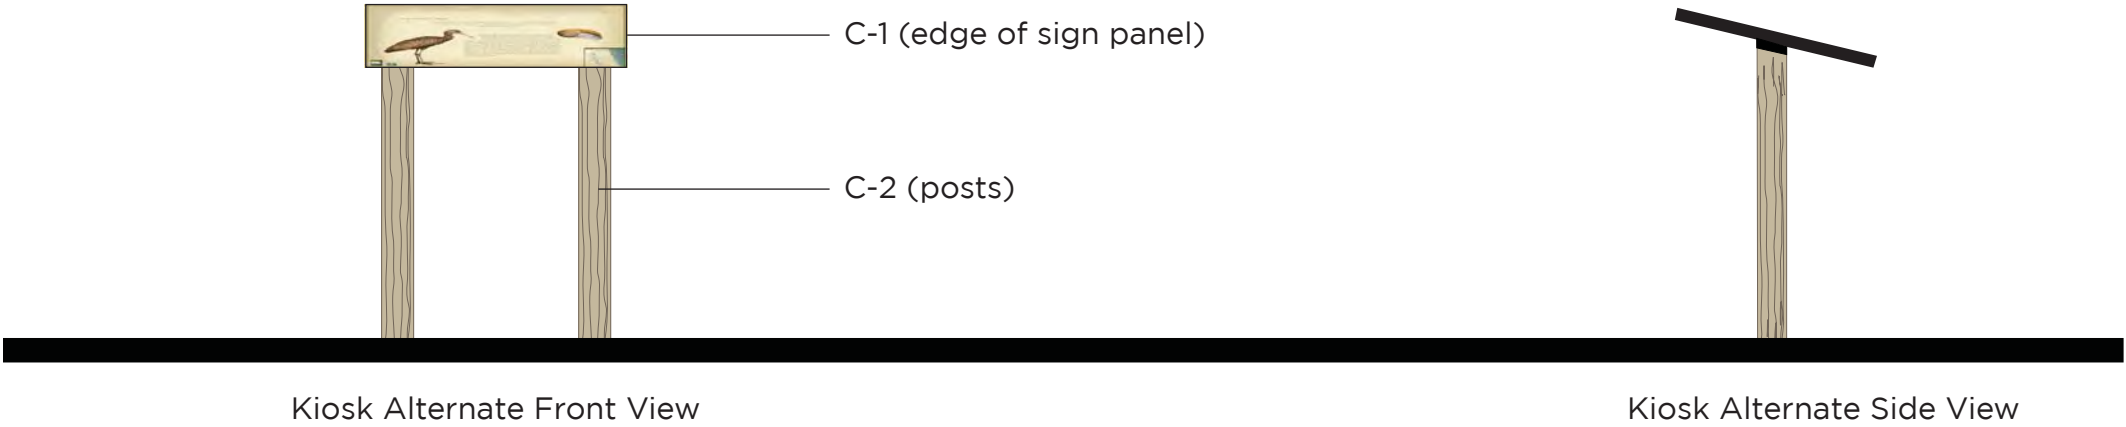 C-1 (edge of sign panel)
C-2 (posts)
Kiosk Alternate Front View
Kiosk Alternate Side View